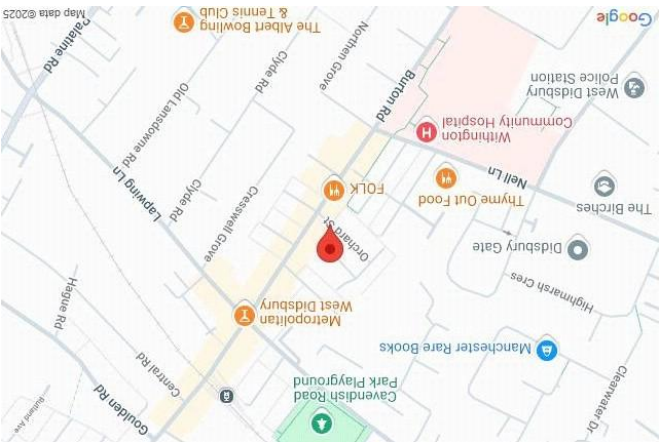 Rutland Ave
Goulden Rd
Cavendish Road
Park Playground
Clearwater Dr
Central Rd
Hague Rd
Manchester Rare Books
Metropolitan
West Didsbury
Highmarsh Cres
Didsbury Gate
Orchard St
The Birches
Thyme Out Food
FOLK
Cresswell Grove
Clyde Rd
Lapwing Ln
Nell Ln
Withington
Community Hospital
West Didsbury
Police Station
Burton Rd
Old Lansdowne Rd
Clyde Rd
Northen Grove
Palatine Rd
The Albert Bowling
& Tennis Club
Google
Map data ©2025